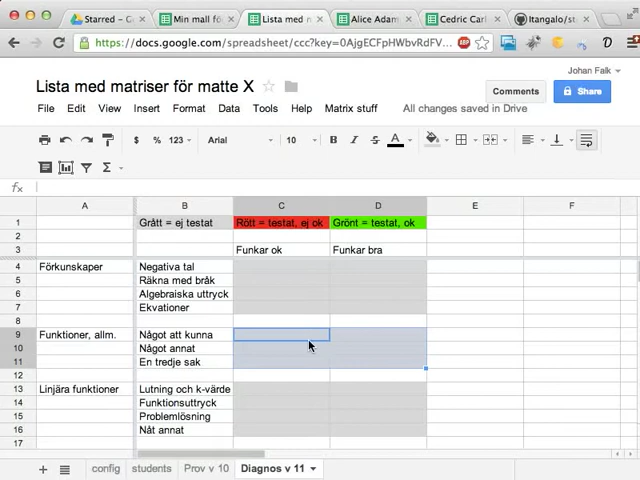 Starred – G
Min mall fö
Lista med m
Alice Adam
Cedric Carl
Itangalo/st
https://docs.google.com/spreadsheet/ccc?key=0AjgECFpHWbvRdFV...
ABP
Johan Falk
Lista med matriser för matte X
Comments
Share
File Edit View Insert Format Data Tools Help Matrix stuff All changes saved in Drive
$ % 123 Arial 10 B I S A
Σ
fx
A B C D E F
1 Grått = ej testat Rött = testat, ej ok Grönt = testat, ok
2
3 Funkar ok Funkar bra
4 Förkunskaper Negativa tal
5 Räkna med bråk
6 Algebraiska uttryck
7 Ekvationer
8
9 Funktioner, allm. Något att kunna
10 Något annat
11 En tredje sak
12
13 Linjära funktioner Lutning och k-värde
14 Funktionsuttryck
15 Problemlösning
16 Nåt annat
17
+ config students Prov v 10 Diagnos v 11